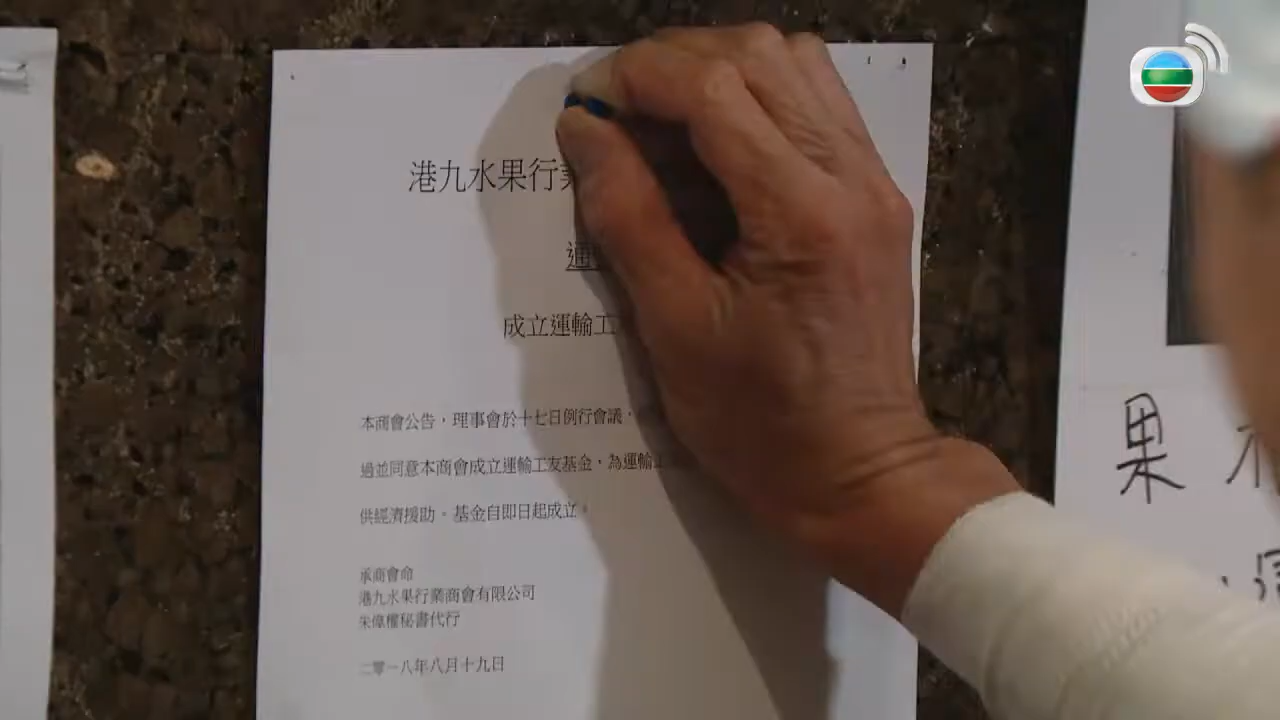 港九水果行業
通
成立運輸工
本商會公告，理事會於十七日例行會議，
過並同意本商會成立運輸工友基金，為運輸工
供經濟援助。基金自即日起成立。
承商會命
港九水果行業商會有限公司
朱偉權秘書代行
二零一八年八月十九日
果